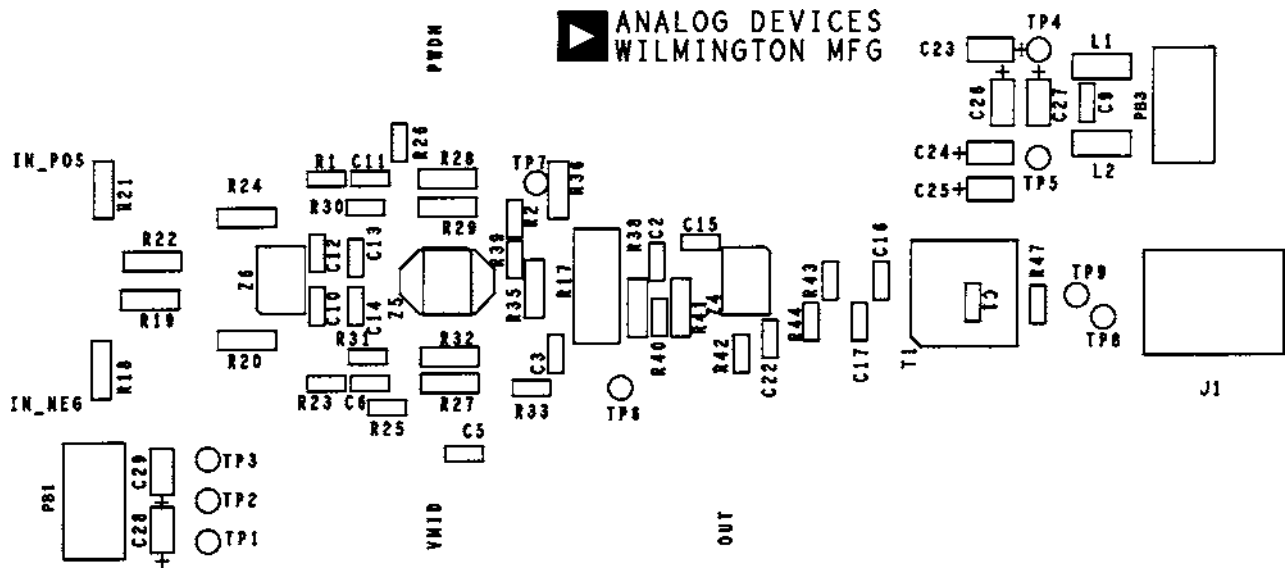 ANALOG DEVICES
WILMINGTON MFG
PWDN
TP4
C23
L1
C26
C27
C9
PB3
C24
TP5
L2
C25
IN_POS
R21
R26
R1
C11
R28
TP7
R36
R24
R30
R29
R2
R22
Z6
C12
C13
R39
R38
C2
C15
C16
R19
C10
C14
Z5
R35
R17
R41
Z4
R43
R47
TP9
R20
R31
R32
C3
R40
R42
C22
R44
C17
T1
TP8
R18
IN_NEG
R23
C6
R27
R33
TP6
J1
R25
C5
PB1
C29
TP3
TP2
C28
TP1
VMID
OUT